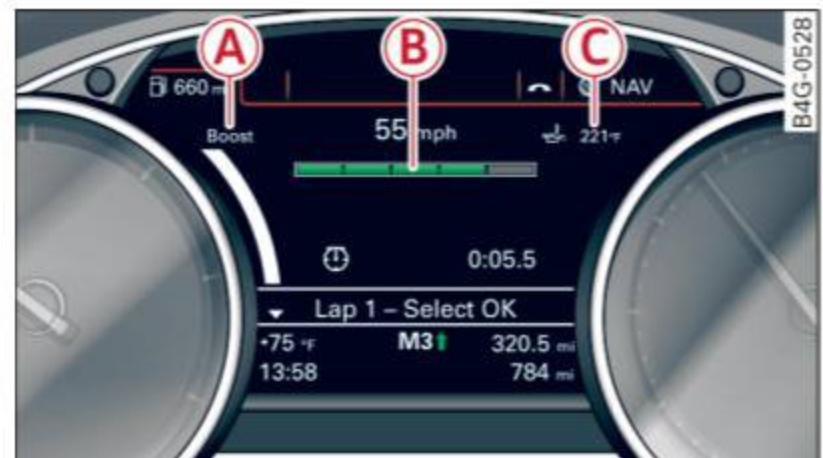 A B C
660 NAV
Boost 55 mph 221°F
0:05.5
Lap 1 – Select OK
+75 °F M3 320.5 mi
13:58 784 mi
B4G-0528